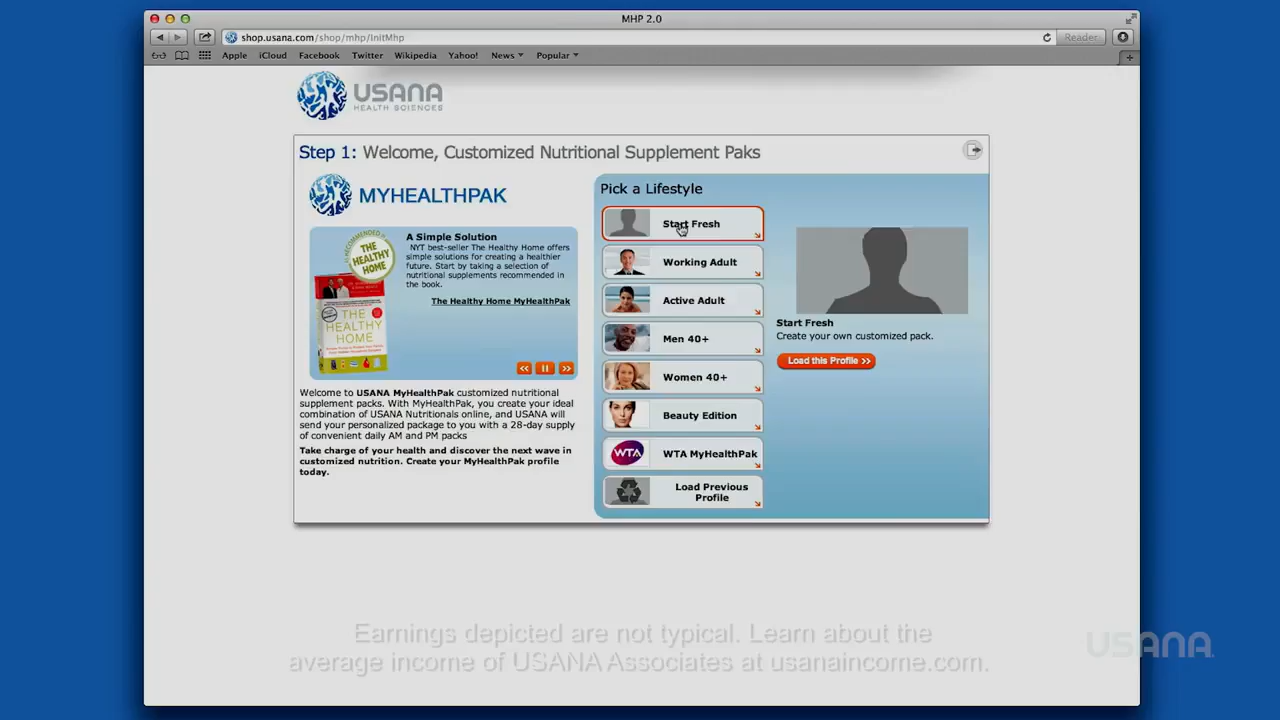 MHP 2.0
shop.usana.com/shop/mhp/InitMhp
Reader
Apple
iCloud
Facebook
Twitter
Wikipedia
Yahoo!
News
Popular
USANA
HEALTH SCIENCES
Step 1: Welcome, Customized Nutritional Supplement Paks
MYHEALTHPAK
RECOMMENDED IN
THE
HEALTHY
HOME
THE
HEALTHY
HOME
A Simple Solution
NYT best-seller The Healthy Home offers
simple solutions for creating a healthier
future. Start by taking a selection of
nutritional supplements recommended in
the book.
The Healthy Home MyHealthPak
Welcome to USANA MyHealthPak customized nutritional
supplement packs. With MyHealthPak, you create your ideal
combination of USANA Nutritionals online, and USANA will
send your personalized package to you with a 28-day supply
of convenient daily AM and PM packs
Take charge of your health and discover the next wave in
customized nutrition. Create your MyHealthPak profile
today.
Pick a Lifestyle
Start Fresh
Working Adult
Active Adult
Men 40+
Women 40+
Beauty Edition
WTA
WTA MyHealthPak
Load Previous
Profile
Start Fresh
Create your own customized pack.
Load this Profile >>
Earnings depicted are not typical. Learn about the
average income of USANA Associates at usanaincome.com.
USANA